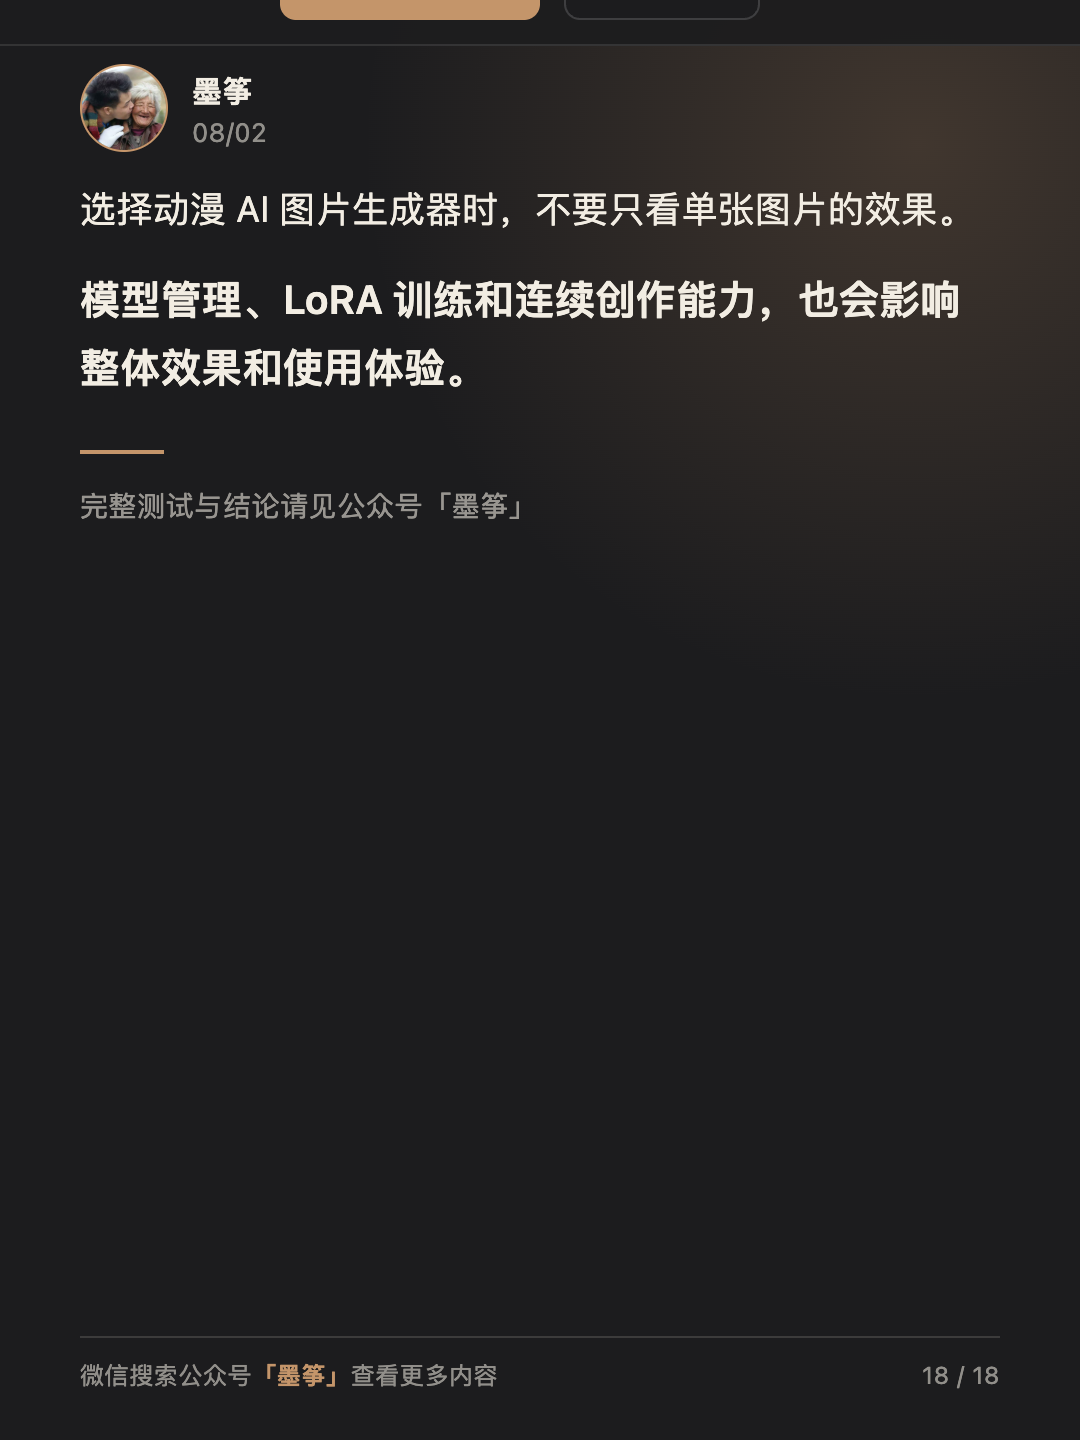 墨筝
08/02
选择动漫 AI 图片生成器时，不要只看单张图片的效果。
模型管理、LoRA 训练和连续创作能力，也会影响
整体效果和使用体验。
完整测试与结论请见公众号「墨筝」
微信搜索公众号「墨筝」查看更多内容
18 / 18